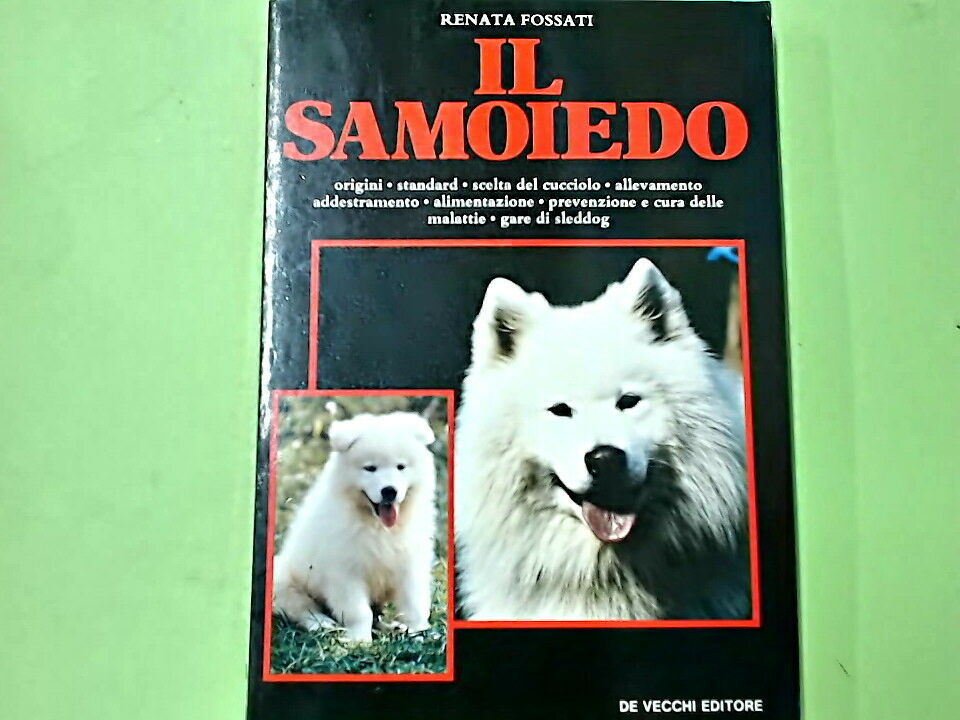 RENATA FOSSATI
IL
SAMOIEDO
origini • standard • scelta del cucciolo • allevamento
addestramento • alimentazione • prevenzione e cura delle
malattie • gare di sleddog
DE VECCHI EDITORE